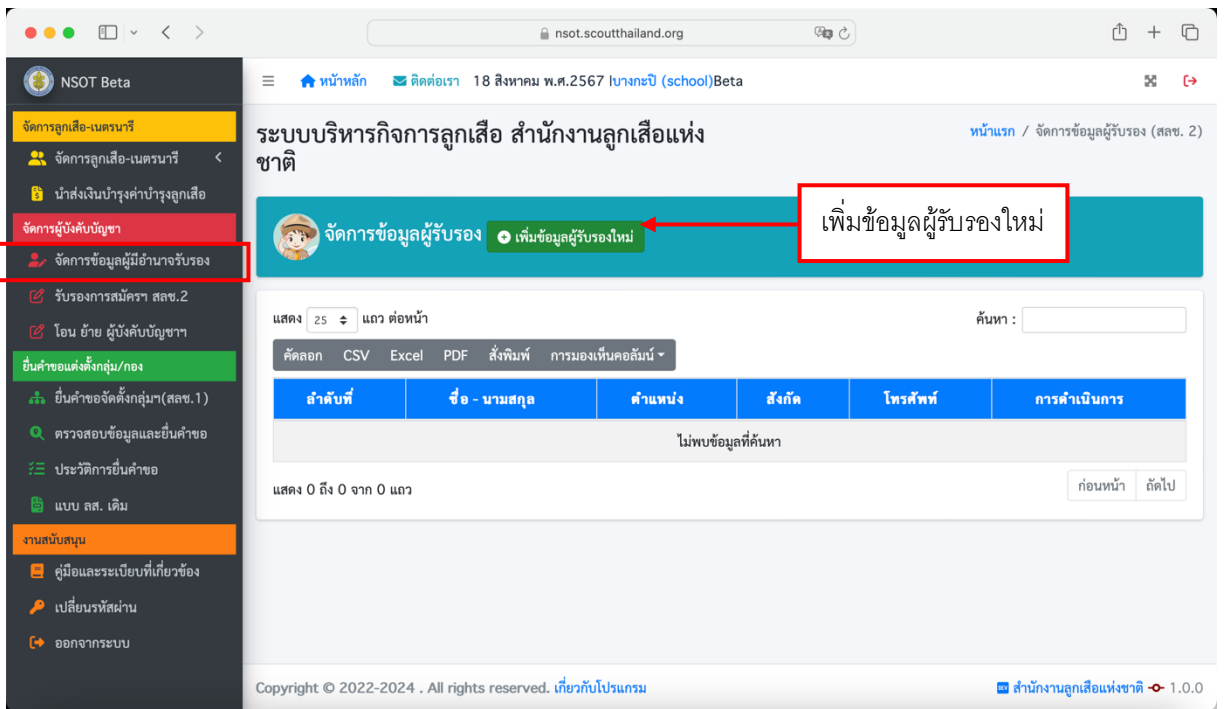 nsot.scoutthailand.org
NSOT Beta
หน้าหลัก ติดต่อเรา 18 สิงหาคม พ.ศ.2567 |บางกะปิ (school)Beta
จัดการลูกเสือ-เนตรนารี
จัดการลูกเสือ-เนตรนารี
นำส่งเงินบำรุงค่าบำรุงลูกเสือ
จัดการผู้บังคับบัญชา
จัดการข้อมูลผู้มีอำนาจรับรอง
รับรองการสมัครฯ สลช.2
โอน ย้าย ผู้บังคับบัญชาฯ
ยื่นคำขอแต่งตั้งกลุ่ม/กอง
ยื่นคำขอจัดตั้งกลุ่มฯ(สลช.1)
ตรวจสอบข้อมูลและยื่นคำขอ
ประวัติการยื่นคำขอ
แบบ ลส. เดิม
งานสนับสนุน
คู่มือและระเบียบที่เกี่ยวข้อง
เปลี่ยนรหัสผ่าน
ออกจากระบบ
ระบบบริหารกิจการลูกเสือ สำนักงานลูกเสือแห่ง
ชาติ
หน้าแรก / จัดการข้อมูลผู้รับรอง (สลช. 2)
จัดการข้อมูลผู้รับรอง เพิ่มข้อมูลผู้รับรองใหม่
เพิ่มข้อมูลผู้รับรองใหม่
แสดง 25 แถว ต่อหน้า
ค้นหา :
คัดลอก CSV Excel PDF สั่งพิมพ์ การมองเห็นคอลัมน์
ลำดับที่ ชื่อ - นามสกุล ตำแหน่ง สังกัด โทรศัพท์ การดำเนินการ
ไม่พบข้อมูลที่ค้นหา
แสดง 0 ถึง 0 จาก 0 แถว
ก่อนหน้า ถัดไป
Copyright © 2022-2024 . All rights reserved. เกี่ยวกับโปรแกรม
DEV สำนักงานลูกเสือแห่งชาติ 1.0.0